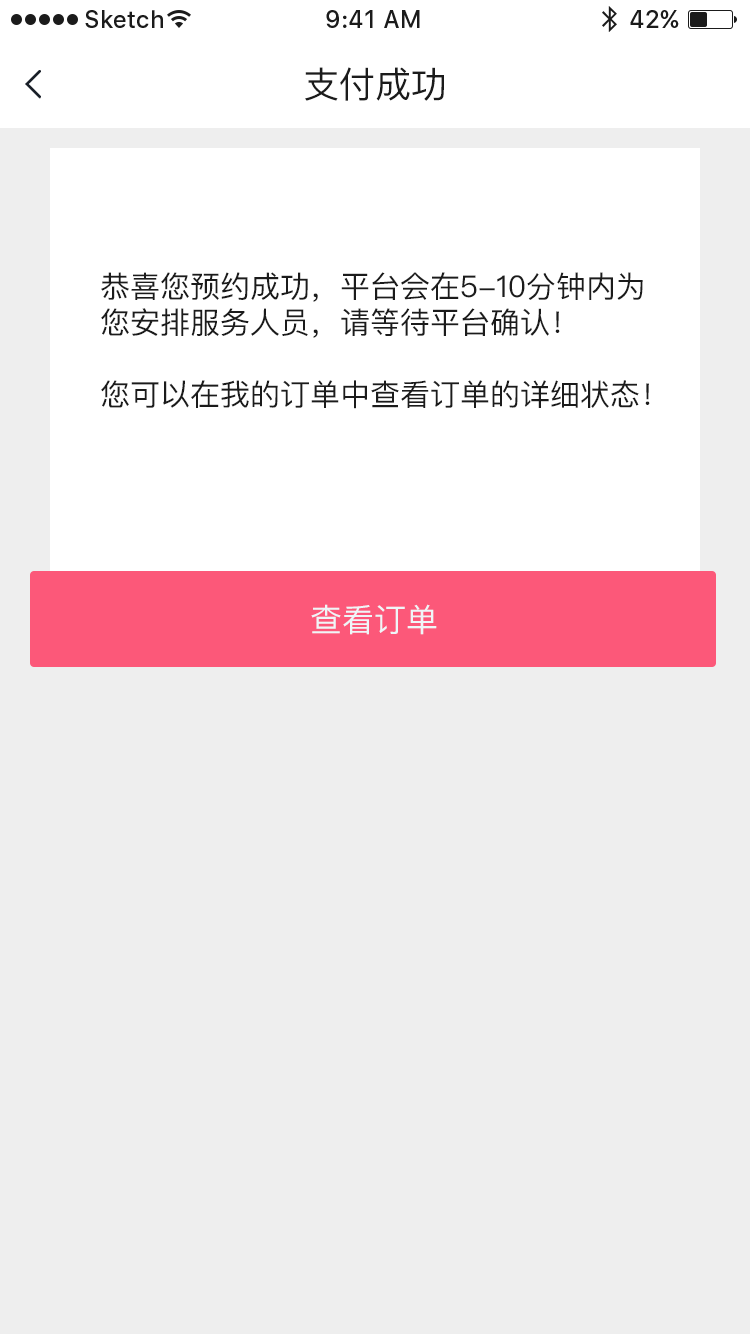 Sketch 9:41 AM 42%
支付成功
恭喜您预约成功，平台会在5–10分钟内为
您安排服务人员，请等待平台确认！
您可以在我的订单中查看订单的详细状态！
查看订单